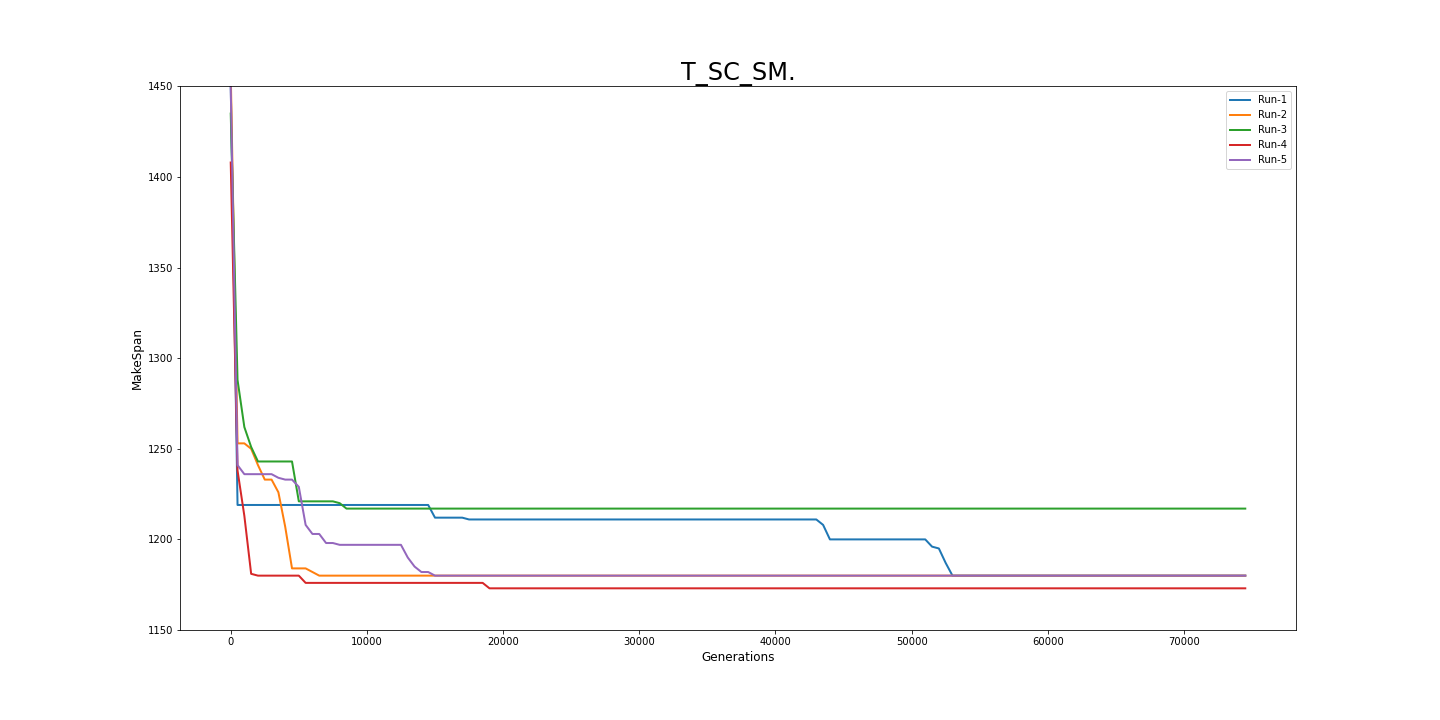 T_SC_SM.
1450
1400
1350
1300
1250
1200
1150
MakeSpan
0 10000 20000 30000 40000 50000 60000 70000
Generations
Run-1
Run-2
Run-3
Run-4
Run-5